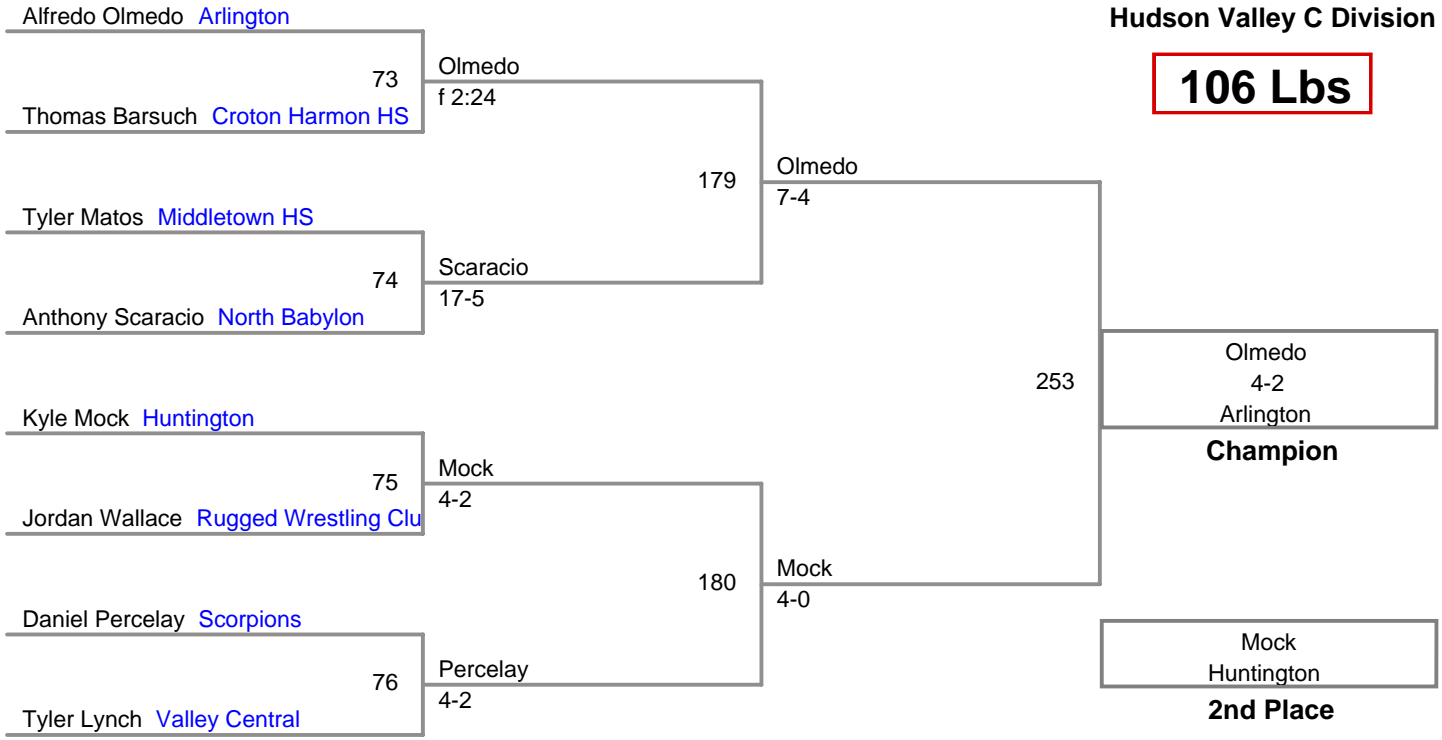 Alfredo Olmedo Arlington
Hudson Valley C Division
106 Lbs
73
Olmedo
f 2:24
Thomas Barsuch Croton Harmon HS
179
Olmedo
7-4
Tyler Matos Middletown HS
74
Scaracio
17-5
Anthony Scaracio North Babylon
253
Olmedo
4-2
Arlington
Champion
Kyle Mock Huntington
75
Mock
4-2
Jordan Wallace Rugged Wrestling Clu
180
Mock
4-0
Daniel Percelay Scorpions
76
Percelay
4-2
Tyler Lynch Valley Central
Mock
Huntington
2nd Place